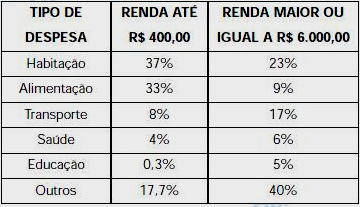 TIPO DE DESPESA RENDA ATÉ R$ 400,00 RENDA MAIOR OU IGUAL A R$ 6.000,00
Habitação 37% 23%
Alimentação 33% 9%
Transporte 8% 17%
Saúde 4% 6%
Educação 0,3% 5%
Outros 17,7% 40%